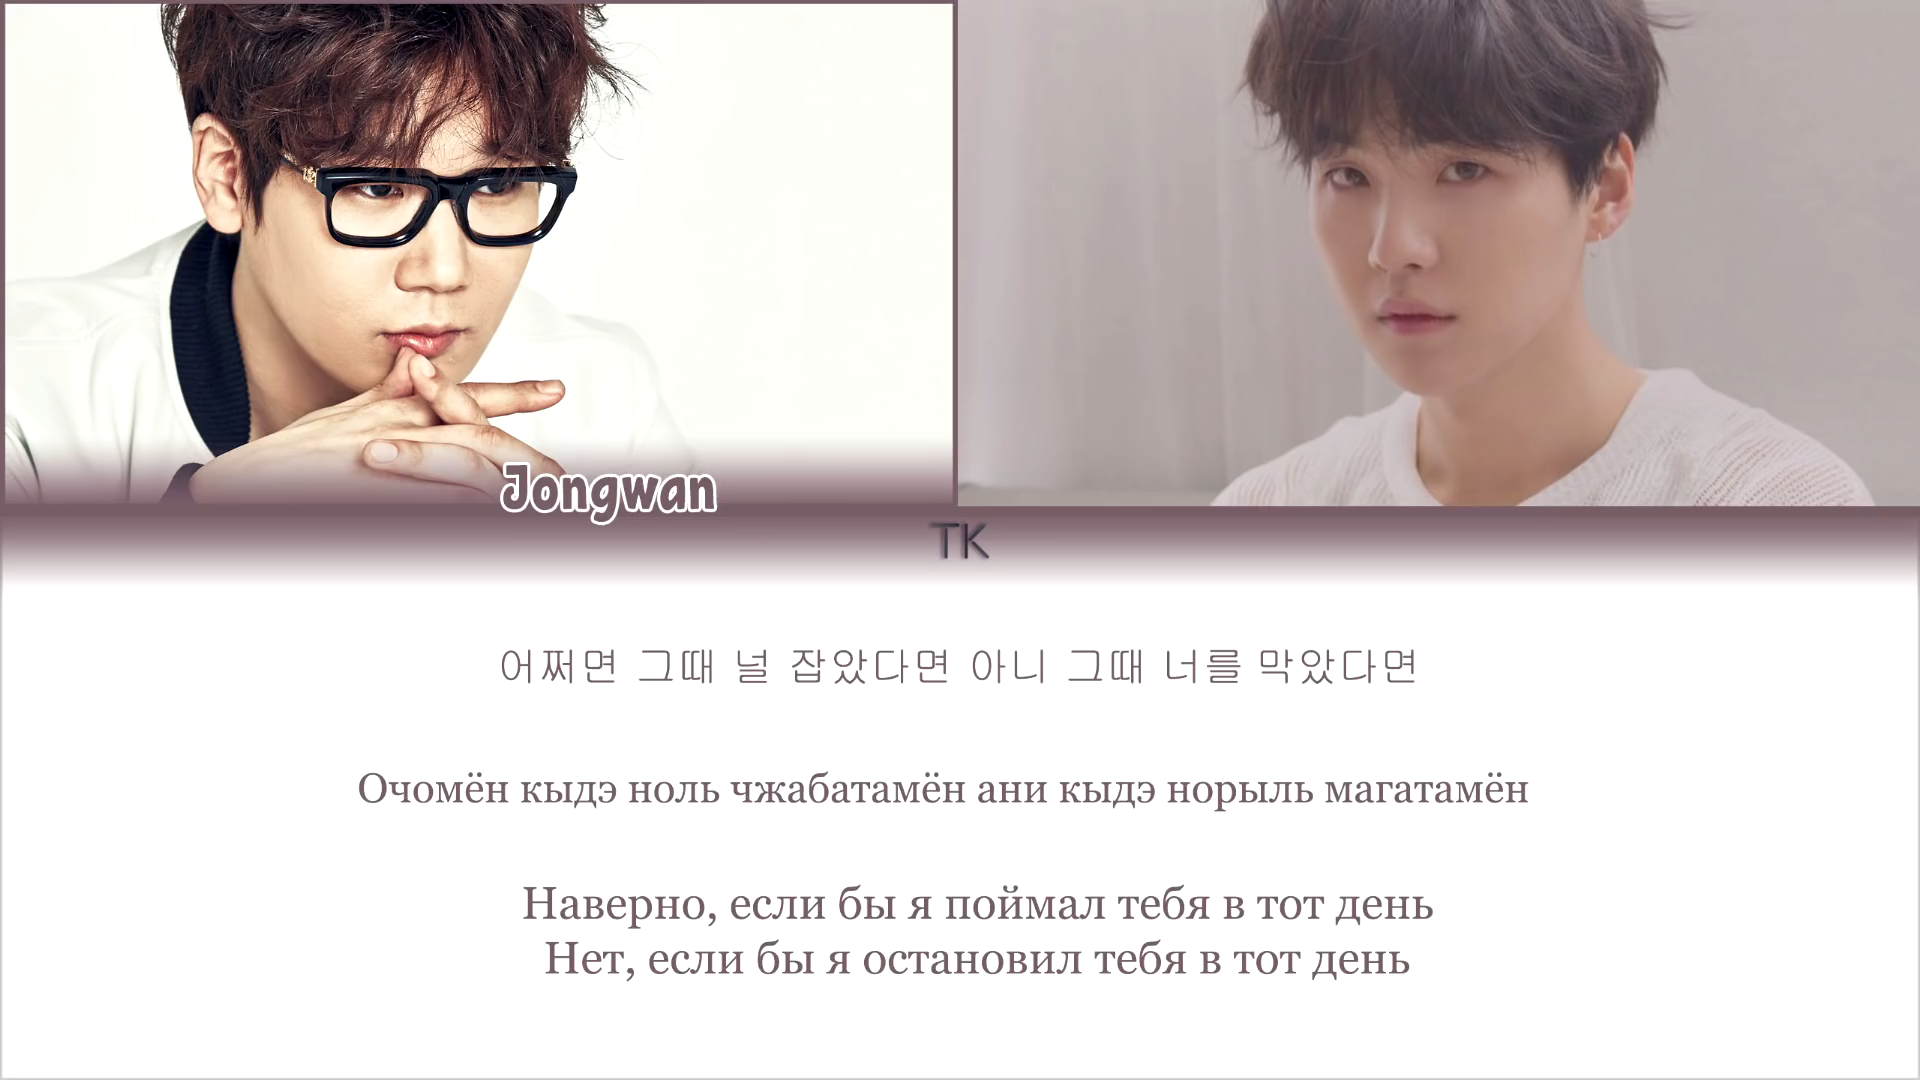 Jongwan
TK
어쩌면 그때 널 잡았다면 아니 그때 너를 막았다면
Очомён кыдэ ноль чжабатамён ани кыдэ норыль магатамён
Наверно, если бы я поймал тебя в тот день
Нет, если бы я остановил тебя в тот день